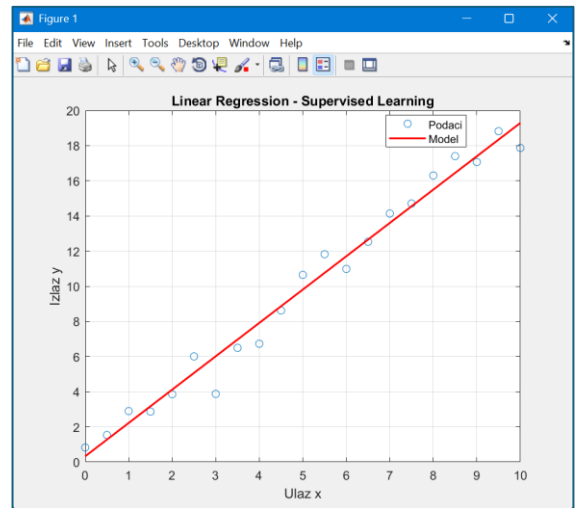 Figure 1
File Edit View Insert Tools Desktop Window Help
Linear Regression - Supervised Learning
Podaci
Model
Izlaz y
20
18
16
14
12
10
8
6
4
2
0
0 1 2 3 4 5 6 7 8 9 10
Ulaz x